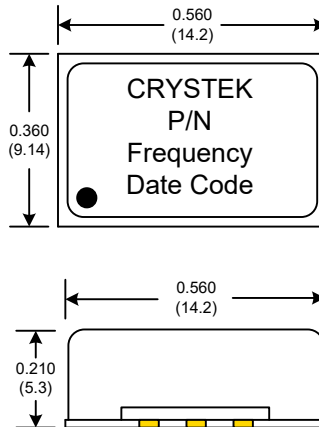 0.560
(14.2)
0.360
(9.14)
CRYSTEK
P/N
Frequency
Date Code
0.560
(14.2)
0.210
(5.3)